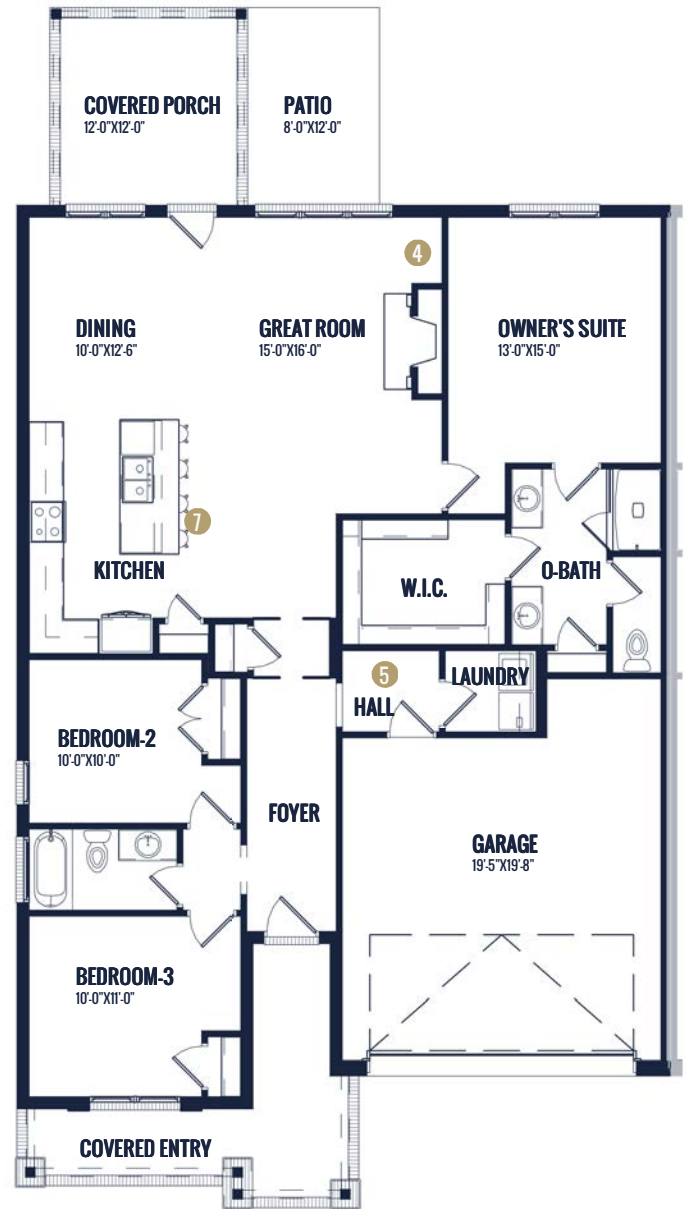 COVERED PORCH
12'-0"X12'-0"
PATIO
8'-0"X12'-0"
4
DINING
10'-0"X12'-6"
GREAT ROOM
15'-0"X16'-0"
OWNER'S SUITE
13'-0"X15'-0"
7
KITCHEN
W.I.C.
O-BATH
5
HALL
LAUNDRY
BEDROOM-2
10'-0"X10'-0"
FOYER
GARAGE
19'-5"X19'-8"
BEDROOM-3
10'-0"X11'-0"
COVERED ENTRY